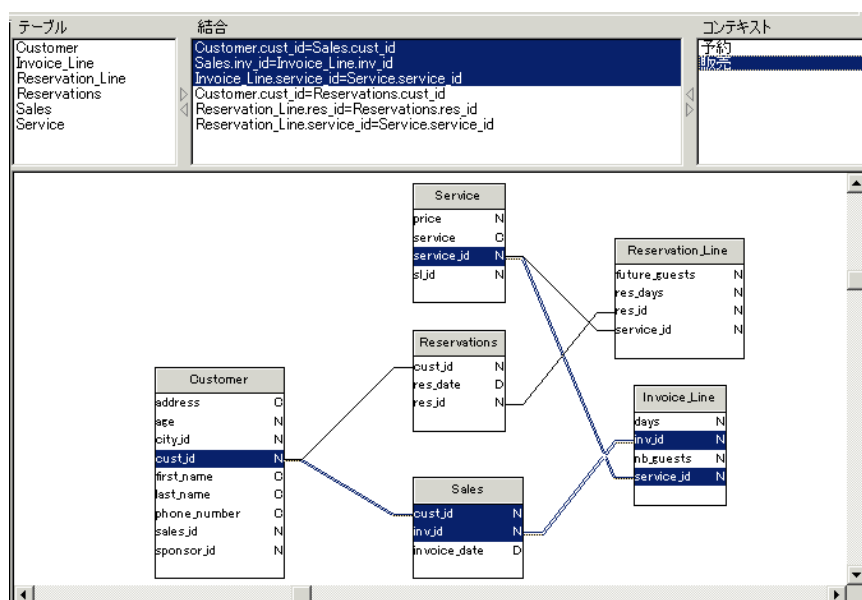 テーブル
結合
コンテキスト
Customer
Invoice_Line
Reservation_Line
Reservations
Sales
Service
Customer.cust_id=Sales.cust_id
Sales.inv_id=Invoice_Line.inv_id
Invoice_Line.service_id=Service.service_id
Customer.cust_id=Reservations.cust_id
Reservation_Line.res_id=Reservations.res_id
Reservation_Line.service_id=Service.service_id
予約
販売
Service
price N
service C
service_id N
sl_id N
Reservation_Line
future_guests N
res_days N
res_id N
service_id N
Reservations
cust_id N
res_date D
res_id N
Customer
address C
age N
city_id N
cust_id N
first_name C
last_name C
phone_number C
sales_id N
sponsor_id N
Invoice_Line
days N
inv_id N
nb_guests N
service_id N
Sales
cust_id N
inv_id N
invoice_date D